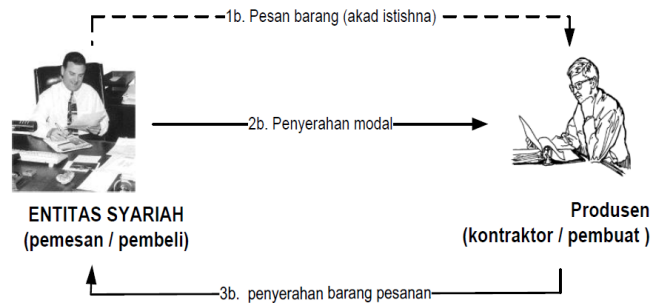 1b. Pesan barang (akad istishna)
2b. Penyerahan modal
ENTITAS SYARIAH
(pemesan / pembeli)
Produsen
(kontraktor / pembuat )
3b. penyerahan barang pesanan